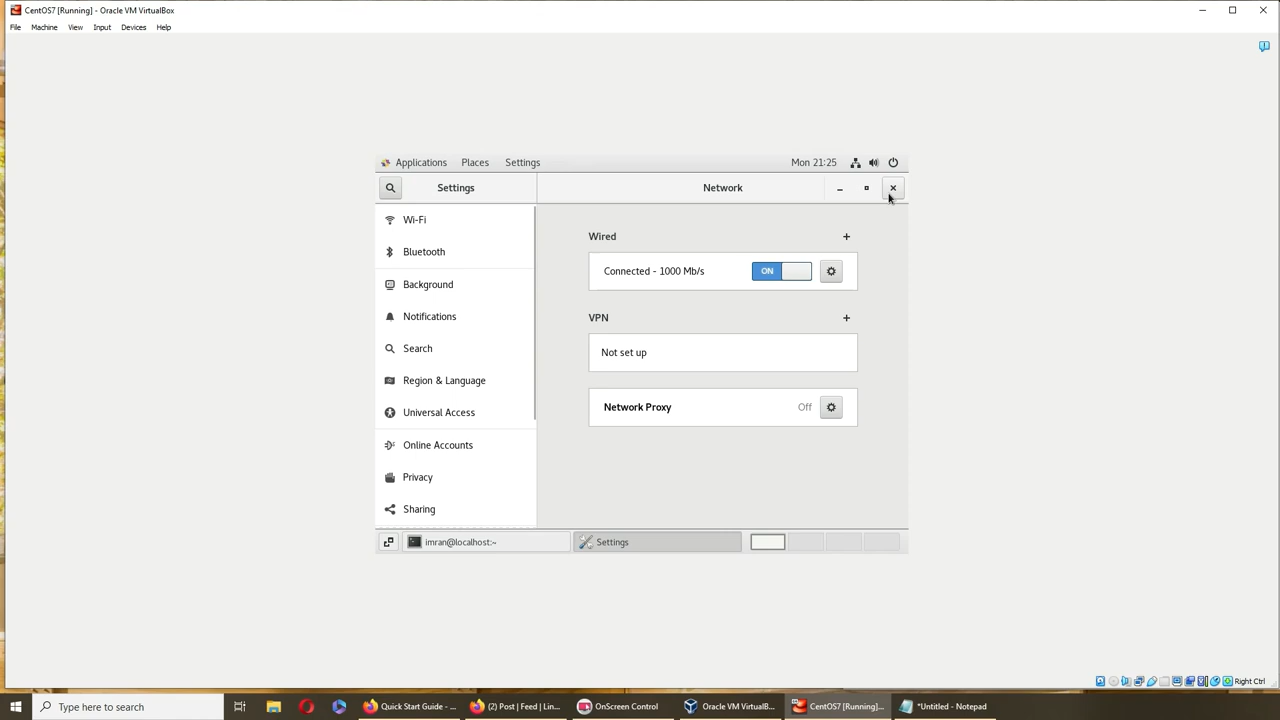 CentOS7 [Running] - Oracle VM VirtualBox
File Machine View Input Devices Help
Applications Places Settings Mon 21:25
Settings Network
Wi-Fi
Bluetooth
Background
Notifications
Search
Region & Language
Universal Access
Online Accounts
Privacy
Sharing
Wired
Connected - 1000 Mb/s ON
VPN
Not set up
Network Proxy Off
imran@localhost:~ Settings
Right Ctrl
Type here to search Quick Start Guide - ... (2) Post | Feed | Lin... OnScreen Control Oracle VM VirtualB... CentOS7 [Running]... *Untitled - Notepad